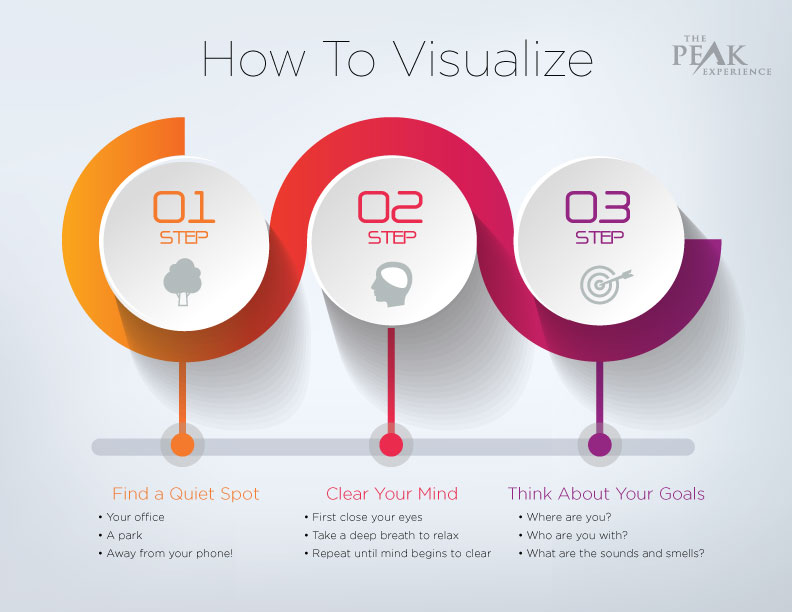 How To Visualize
THE
PEAK
EXPERIENCE
01
STEP
02
STEP
03
STEP
Find a Quiet Spot
• Your office
• A park
• Away from your phone!
Clear Your Mind
• First close your eyes
• Take a deep breath to relax
• Repeat until mind begins to clear
Think About Your Goals
• Where are you?
• Who are you with?
• What are the sounds and smells?